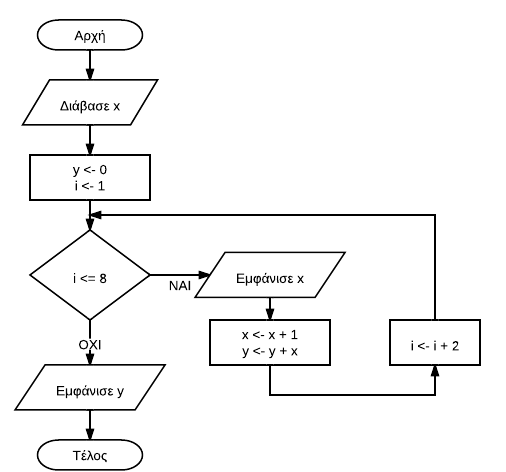 Αρχή
Διάβασε x
y <- 0
i <- 1
i <= 8
ΝΑΙ
Εμφάνισε x
x <- x + 1
y <- y + x
i <- i + 2
ΟΧΙ
Εμφάνισε y
Τέλος